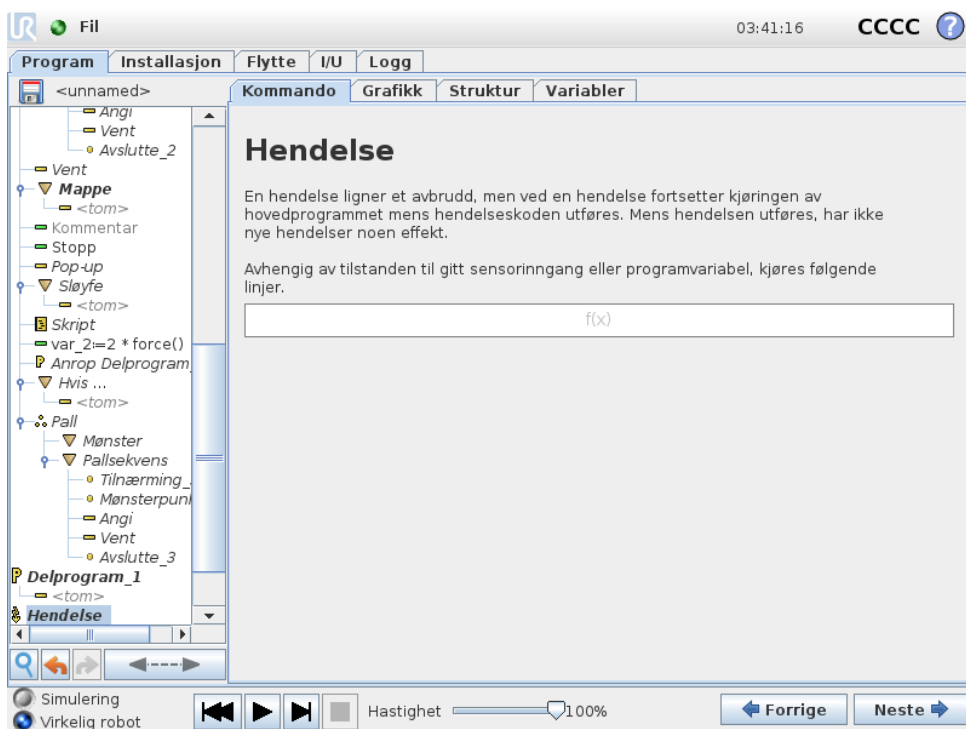 UR Fil 03:41:16 CCCC ?
Program Installasjon Flytte I/U Logg
<unnamed>
Kommando Grafikk Struktur Variabler
Angi
Vent
Avslutte_2
Vent
Mappe
<tom>
Kommentar
Stopp
Pop-up
Sløyfe
<tom>
Skript
var_2:=2 * force()
P Anrop Delprogram
Hvis ...
<tom>
Pall
Mønster
Pallsekvens
Tilnærming_
Mønsterpunk
Angi
Vent
Avslutte_3
P Delprogram_1
<tom>
Hendelse
Hendelse
En hendelse ligner et avbrudd, men ved en hendelse fortsetter kjøringen av
hovedprogrammet mens hendelseskoden utføres. Mens hendelsen utføres, har ikke
nye hendelser noen effekt.
Avhengig av tilstanden til gitt sensorinngang eller programvariabel, kjøres følgende
linjer.
f(x)
Simulering
Virkelig robot
Hastighet 100%
Forrige Neste